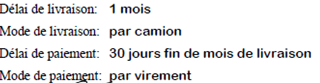 Délai de livraison: 1 mois
Mode de livraison: par camion
Délai de paiement: 30 jours fin de mois de livraison
Mode de paiement: par virement